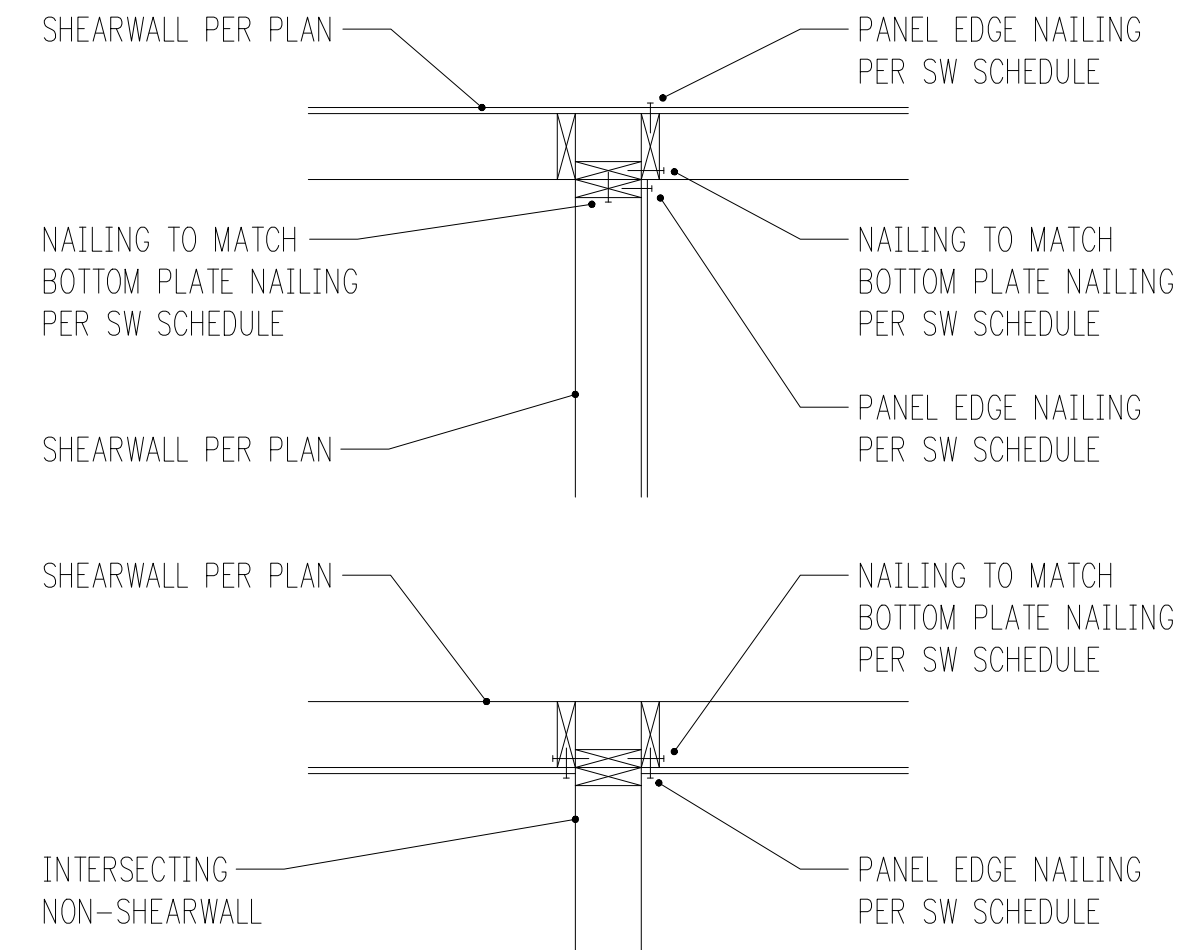 SHEARWALL PER PLAN
PANEL EDGE NAILING
PER SW SCHEDULE
NAILING TO MATCH
BOTTOM PLATE NAILING
PER SW SCHEDULE
NAILING TO MATCH
BOTTOM PLATE NAILING
PER SW SCHEDULE
SHEARWALL PER PLAN
PANEL EDGE NAILING
PER SW SCHEDULE
SHEARWALL PER PLAN
NAILING TO MATCH
BOTTOM PLATE NAILING
PER SW SCHEDULE
INTERSECTING
NON-SHEARWALL
PANEL EDGE NAILING
PER SW SCHEDULE